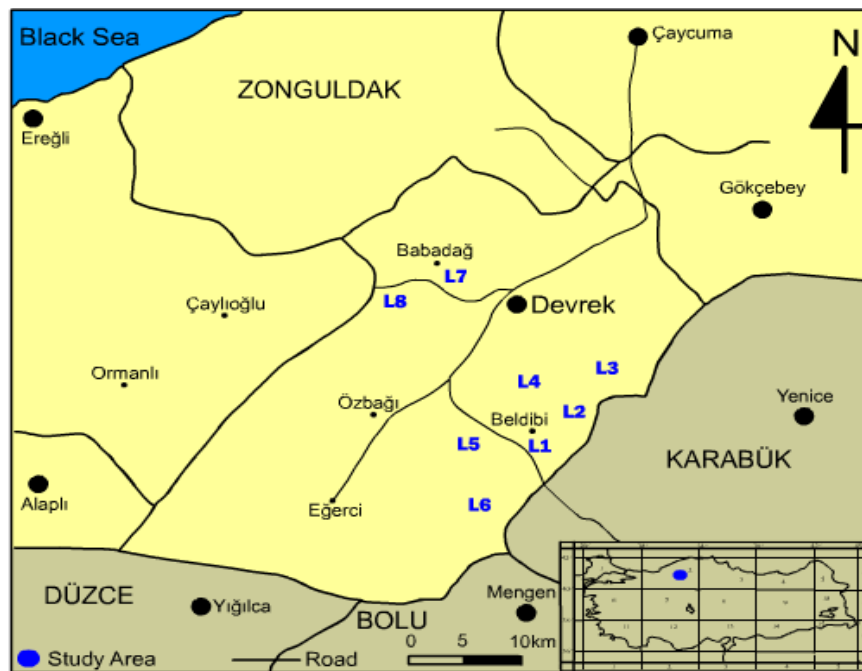 Black Sea
Çaycuma
N
ZONGULDAK
Ereğli
Gökçebey
Babadağ
L7
L8
Çaylıoğlu
Devrek
L3
L4
Ormanlı
L2
Özbağı
Beldibi
Yenice
L5
L1
KARABÜK
Alaplı
Eğerci
L6
DÜZCE
Yığılca
BOLU
Mengen
0 5 10km
Study Area
Road